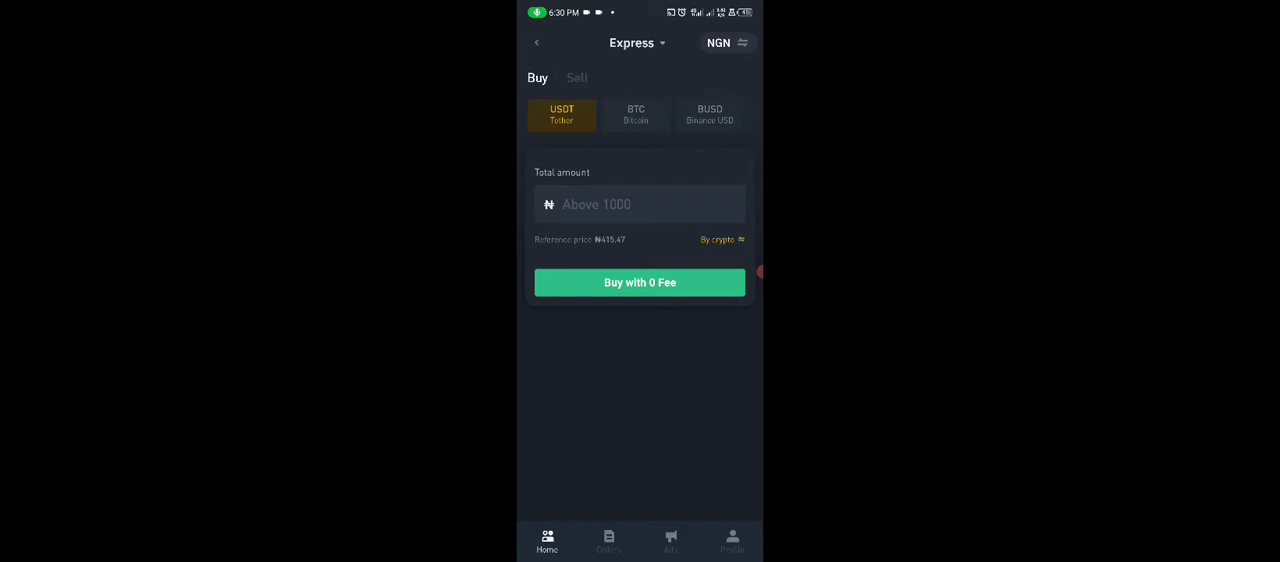 6:30 PM
Express
NGN
Buy Sell
USDT
Tether
BTC
Bitcoin
BUSD
Binance USD
Total amount
₦ Above 1000
Reference price ₦415.47
By crypto
Buy with 0 Fee
Home
Orders
Ads
Profile